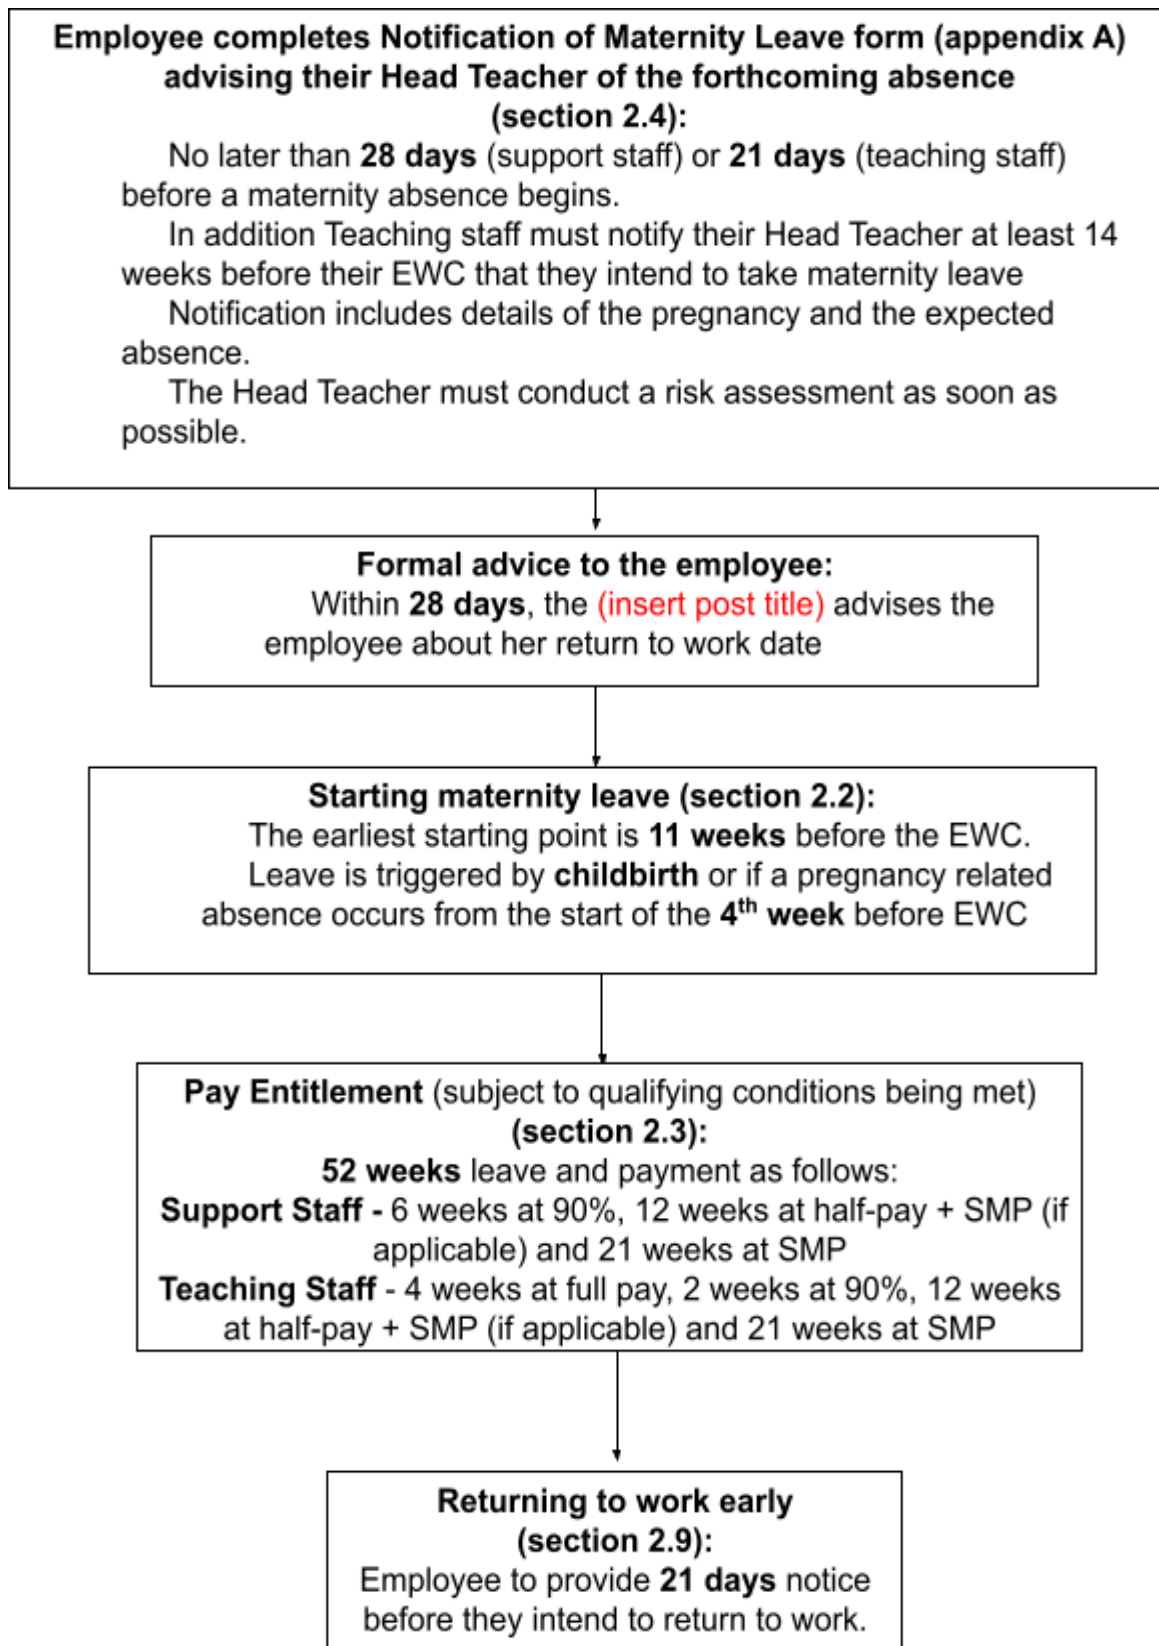 Employee completes Notification of Maternity Leave form (appendix A)
advising their Head Teacher of the forthcoming absence
(section 2.4):
No later than 28 days (support staff) or 21 days (teaching staff)
before a maternity absence begins.
In addition Teaching staff must notify their Head Teacher at least 14
weeks before their EWC that they intend to take maternity leave
Notification includes details of the pregnancy and the expected
absence.
The Head Teacher must conduct a risk assessment as soon as
possible.
Formal advice to the employee:
Within 28 days, the (insert post title) advises the
employee about her return to work date
Starting maternity leave (section 2.2):
The earliest starting point is 11 weeks before the EWC.
Leave is triggered by childbirth or if a pregnancy related
absence occurs from the start of the 4th week before EWC
Pay Entitlement (subject to qualifying conditions being met)
(section 2.3):
52 weeks leave and payment as follows:
Support Staff - 6 weeks at 90%, 12 weeks at half-pay + SMP (if
applicable) and 21 weeks at SMP
Teaching Staff - 4 weeks at full pay, 2 weeks at 90%, 12 weeks
at half-pay + SMP (if applicable) and 21 weeks at SMP
Returning to work early
(section 2.9):
Employee to provide 21 days notice
before they intend to return to work.